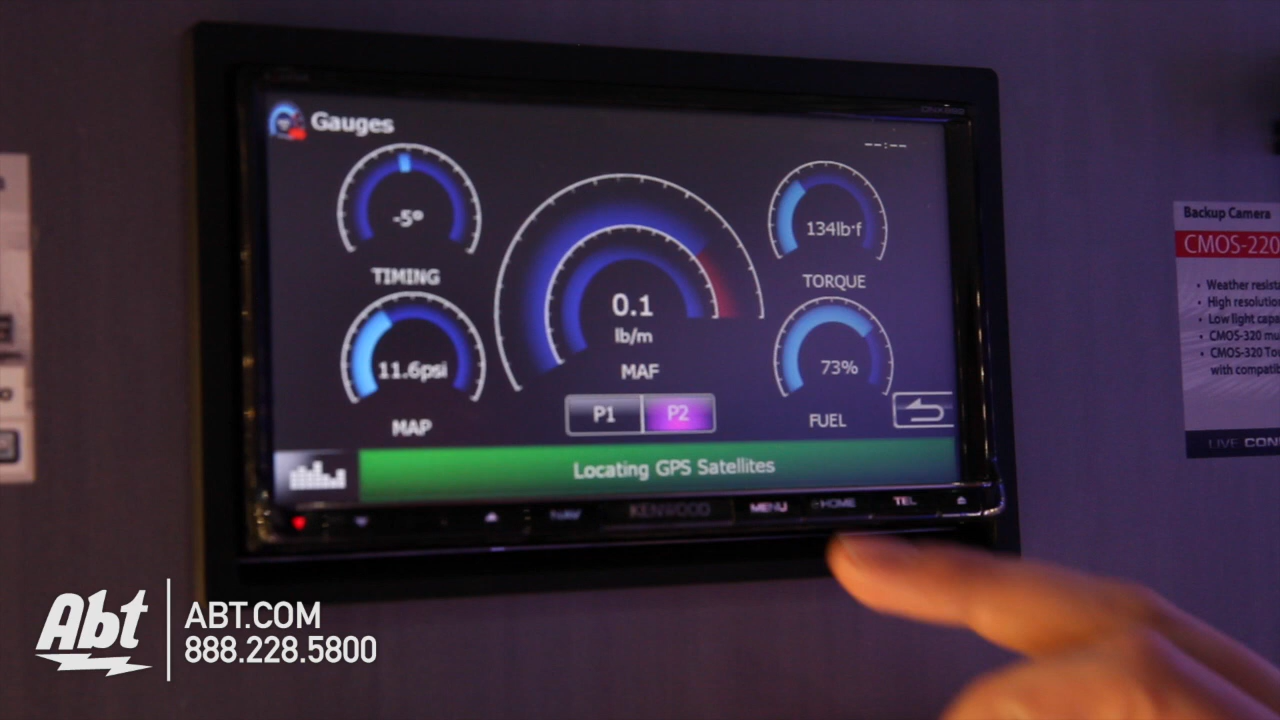 Gauges
--:--
-5°
TIMING
134lb·f
TORQUE
0.1
lb/m
MAF
11.6psi
MAP
73%
FUEL
P1 P2
Locating GPS Satellites
NAV KENWOOD MENU HOME TEL
Backup Camera
CMOS-220
• Weather resist
• High resolutio
• Low light capa
• CMOS-320 mu
• CMOS-320 Tou
with compatib
LIVE CON
Abt
ABT.COM
888.228.5800